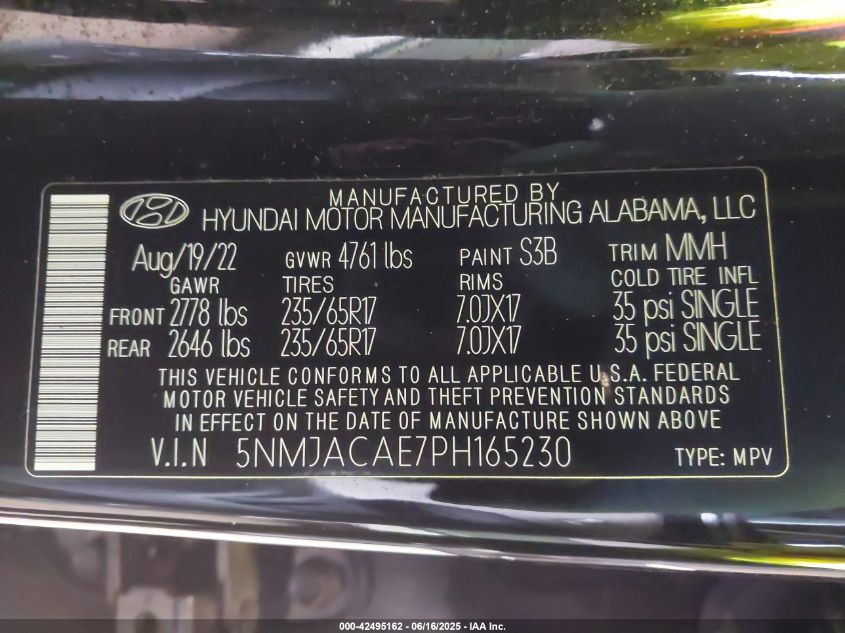 MANUFACTURED BY
HYUNDAI MOTOR MANUFACTURING ALABAMA, LLC
Aug/19/22 GVWR 4761 lbs PAINT S3B TRIM MMH
GAWR TIRES RIMS COLD TIRE INFL
FRONT 2778 lbs 235/65R17 7.0JX17 35 psi SINGLE
REAR 2646 lbs 235/65R17 7.0JX17 35 psi SINGLE
THIS VEHICLE CONFORMS TO ALL APPLICABLE U.S.A. FEDERAL
MOTOR VEHICLE SAFETY AND THEFT PREVENTION STANDARDS
IN EFFECT ON THE DATE OF MANUFACTURE SHOWN ABOVE
V.I.N 5NMJACAE7PH165230 TYPE: MPV
000-42495162 - 06/16/2025 - IAA Inc.